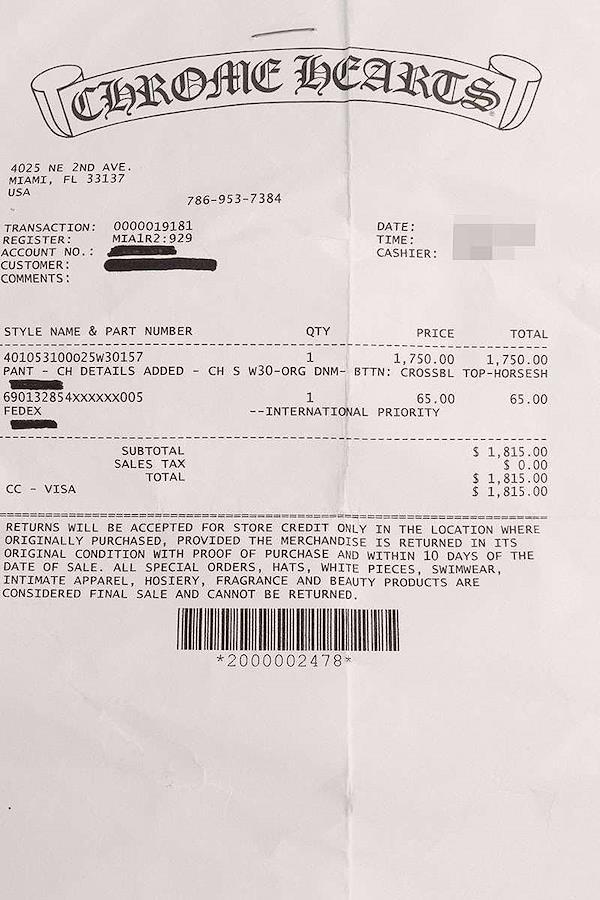 CHROME HEARTS
4025 NE 2ND AVE.
MIAMI, FL 33137
USA
786-953-7384
TRANSACTION: 0000019181
REGISTER: MIA1R2:929
ACCOUNT NO.:
CUSTOMER:
COMMENTS:
DATE:
TIME:
CASHIER:
STYLE NAME & PART NUMBER QTY PRICE TOTAL
401053100025W30157 1 1,750.00 1,750.00
PANT - CH DETAILS ADDED - CH S W30-ORG DNM- BTTN: CROSSBL TOP-HORSESH
690132854XXXXXX005 1 65.00 65.00
FEDEX --INTERNATIONAL PRIORITY
SUBTOTAL $ 1,815.00
SALES TAX $ 0.00
TOTAL $ 1,815.00
CC - VISA $ 1,815.00
RETURNS WILL BE ACCEPTED FOR STORE CREDIT ONLY IN THE LOCATION WHERE
ORIGINALLY PURCHASED, PROVIDED THE MERCHANDISE IS RETURNED IN ITS
ORIGINAL CONDITION WITH PROOF OF PURCHASE AND WITHIN 10 DAYS OF THE
DATE OF SALE. ALL SPECIAL ORDERS, HATS, WHITE PIECES, SWIMWEAR,
INTIMATE APPAREL, HOSIERY, FRAGRANCE AND BEAUTY PRODUCTS ARE
CONSIDERED FINAL SALE AND CANNOT BE RETURNED.
*2000002478*